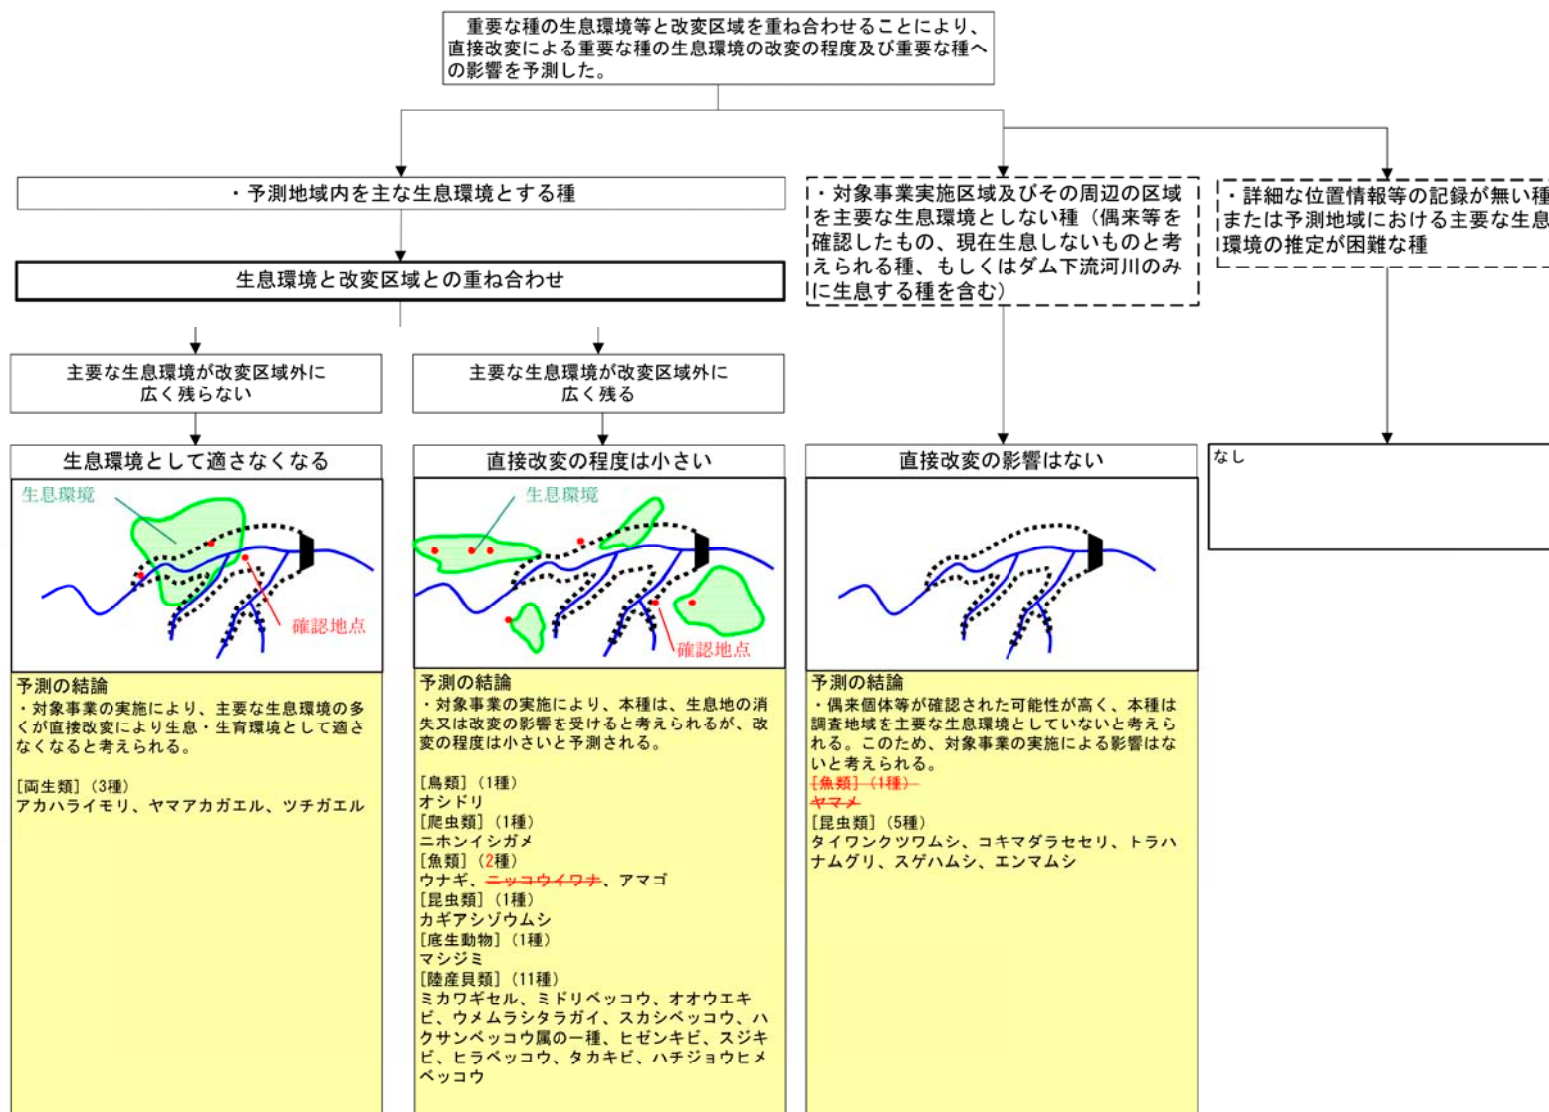 重要な種の生息環境等と改変区域を重ね合わせることにより、
直接改変による重要な種の生息環境の改変の程度及び重要な種へ
の影響を予測した。
・予測地域内を主な生息環境とする種
生息環境と改変区域との重ね合わせ
・対象事業実施区域及びその周辺の区域
を主要な生息環境としない種（偶来等を
確認したもの、現在生息しないものと考
えられる種、もしくはダム下流河川のみ
に生息する種を含む）
・詳細な位置情報等の記録が無い種
または予測地域における主要な生息
環境の推定が困難な種
主要な生息環境が改変区域外に
広く残らない
主要な生息環境が改変区域外に
広く残る
生息環境として適さなくなる
生息環境
確認地点
予測の結論
・対象事業の実施により、主要な生息環境の多
くが直接改変により生息・生育環境として適さ
なくなると考えられる。
[両生類]（3種）
アカハライモリ、ヤマアカガエル、ツチガエル
直接改変の程度は小さい
生息環境
確認地点
予測の結論
・対象事業の実施により、本種は、生息地の消
失又は改変の影響を受けると考えられるが、改
変の程度は小さいと予測される。
[鳥類]（1種）
オシドリ
[爬虫類]（1種）
ニホンイシガメ
[魚類]（2種）
ウナギ、ニッコウイワナ、アマゴ
[昆虫類]（1種）
カギアシゾウムシ
[底生動物]（1種）
マシジミ
[陸産貝類]（11種）
ミカワギセル、ミドリベッコウ、オオウエキ
ビ、ウメムラシタラガイ、スカシベッコウ、ハ
クサンベッコウ属の一種、ヒゼンキビ、スジキ
ビ、ヒラベッコウ、タカキビ、ハチジョウヒメ
ベッコウ
直接改変の影響はない
予測の結論
・偶来個体等が確認された可能性が高く、本種は
調査地域を主要な生息環境としていないと考えら
れる。このため、対象事業の実施による影響はな
いと考えられる。
[魚類]（1種）
ヤマメ
[昆虫類]（5種）
タイワンクツワムシ、コキマダラセセリ、トラハ
ナムグリ、スゲハムシ、エンマムシ
なし